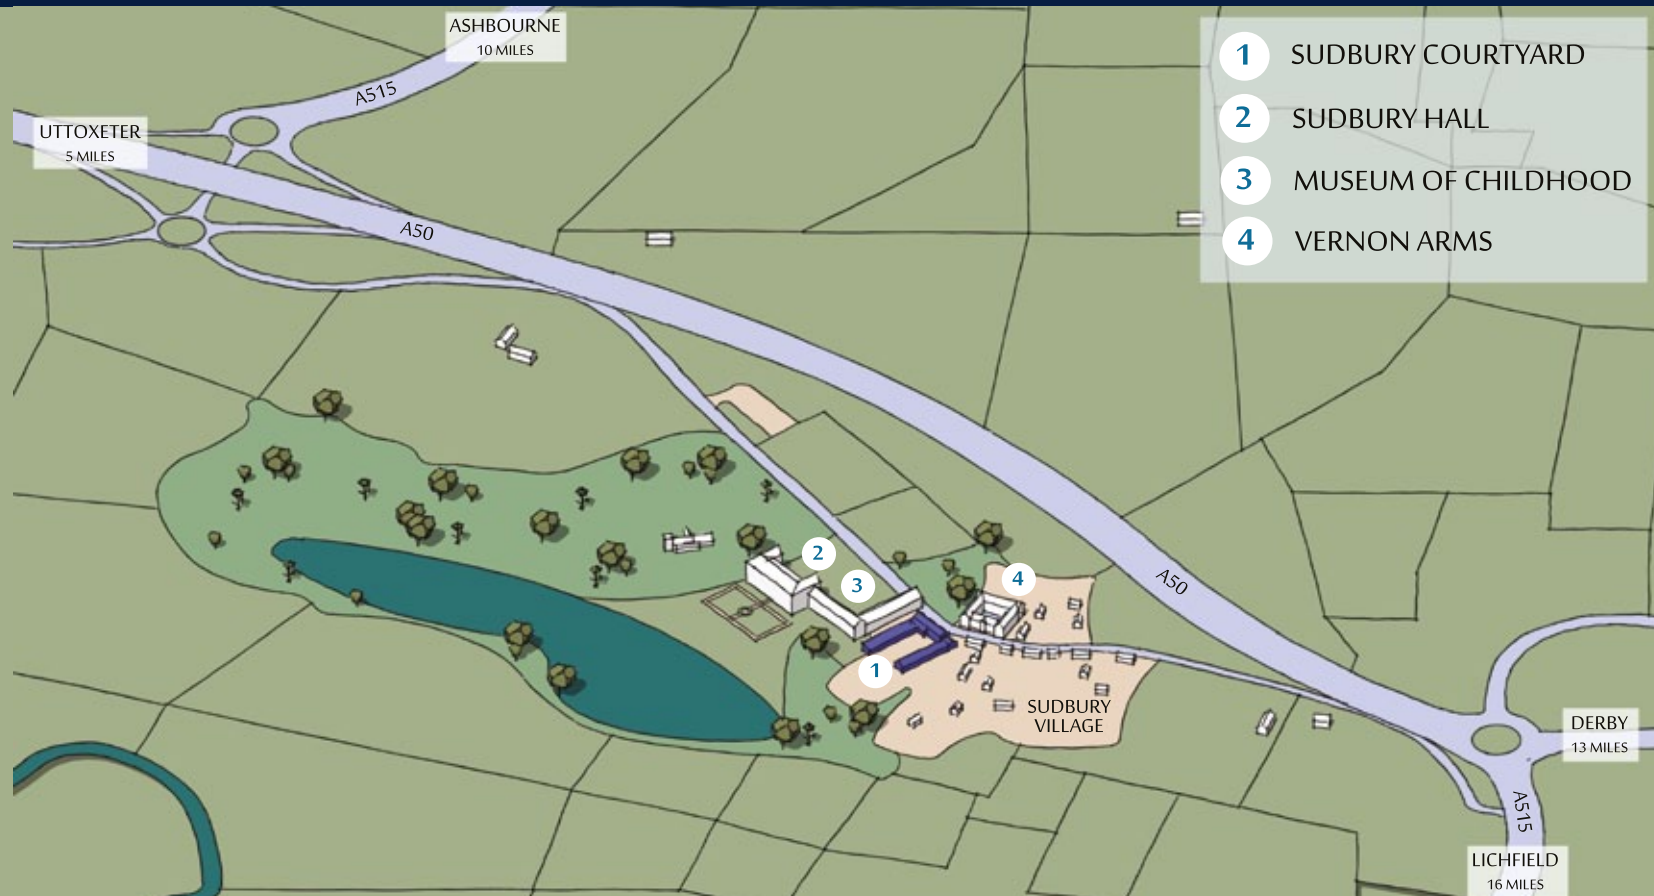 ASHBOURNE
10 MILES
A515
UTTOXETER
5 MILES
A50
1 SUDBURY COURTYARD
2 SUDBURY HALL
3 MUSEUM OF CHILDHOOD
4 VERNON ARMS
2
3
4
A50
1
SUDBURY
VILLAGE
DERBY
13 MILES
A515
LICHFIELD
16 MILES